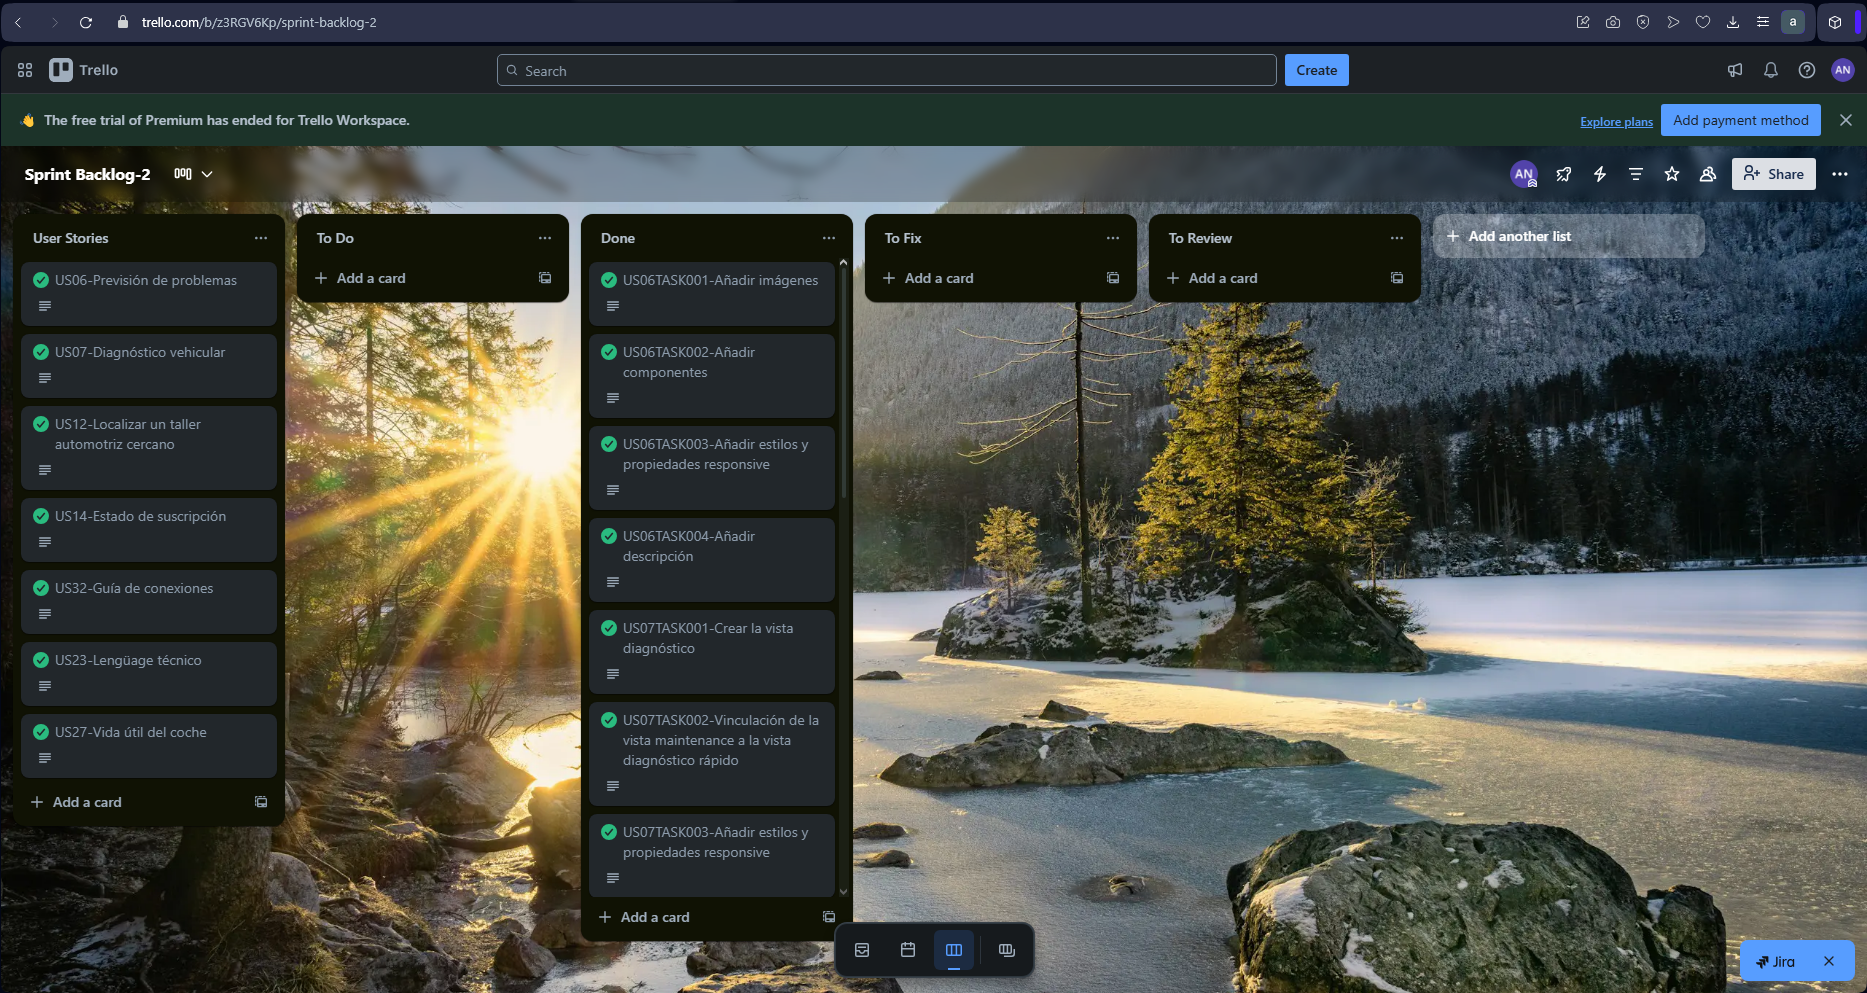 trello.com/b/z3RGV6Kp/sprint-backlog-2
a
Trello
Search
Create
AN
👋 The free trial of Premium has ended for Trello Workspace.
Explore plans
Add payment method
Sprint Backlog-2
AN
Share
User Stories
US06-Previsión de problemas
US07-Diagnóstico vehicular
US12-Localizar un taller
automotriz cercano
US14-Estado de suscripción
US32-Guía de conexiones
US23-Lengüage técnico
US27-Vida útil del coche
Add a card
To Do
Add a card
Done
US06TASK001-Añadir imágenes
US06TASK002-Añadir
componentes
US06TASK003-Añadir estilos y
propiedades responsive
US06TASK004-Añadir
descripción
US07TASK001-Crear la vista
diagnóstico
US07TASK002-Vinculación de la
vista maintenance a la vista
diagnóstico rápido
US07TASK003-Añadir estilos y
propiedades responsive
Add a card
To Fix
Add a card
To Review
Add a card
Add another list
Jira